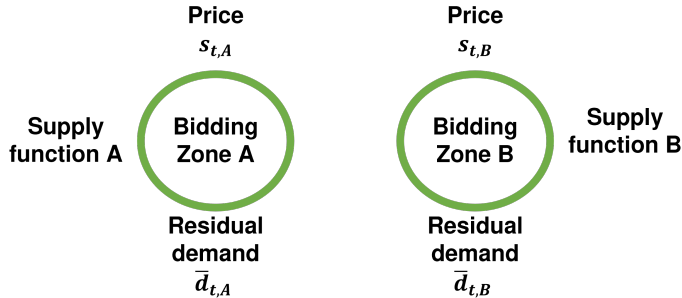 Price
s_{t,A}
Supply
function A
Bidding
Zone A
Residual
demand
d̅_{t,A}
Price
s_{t,B}
Bidding
Zone B
Supply
function B
Residual
demand
d̅_{t,B}